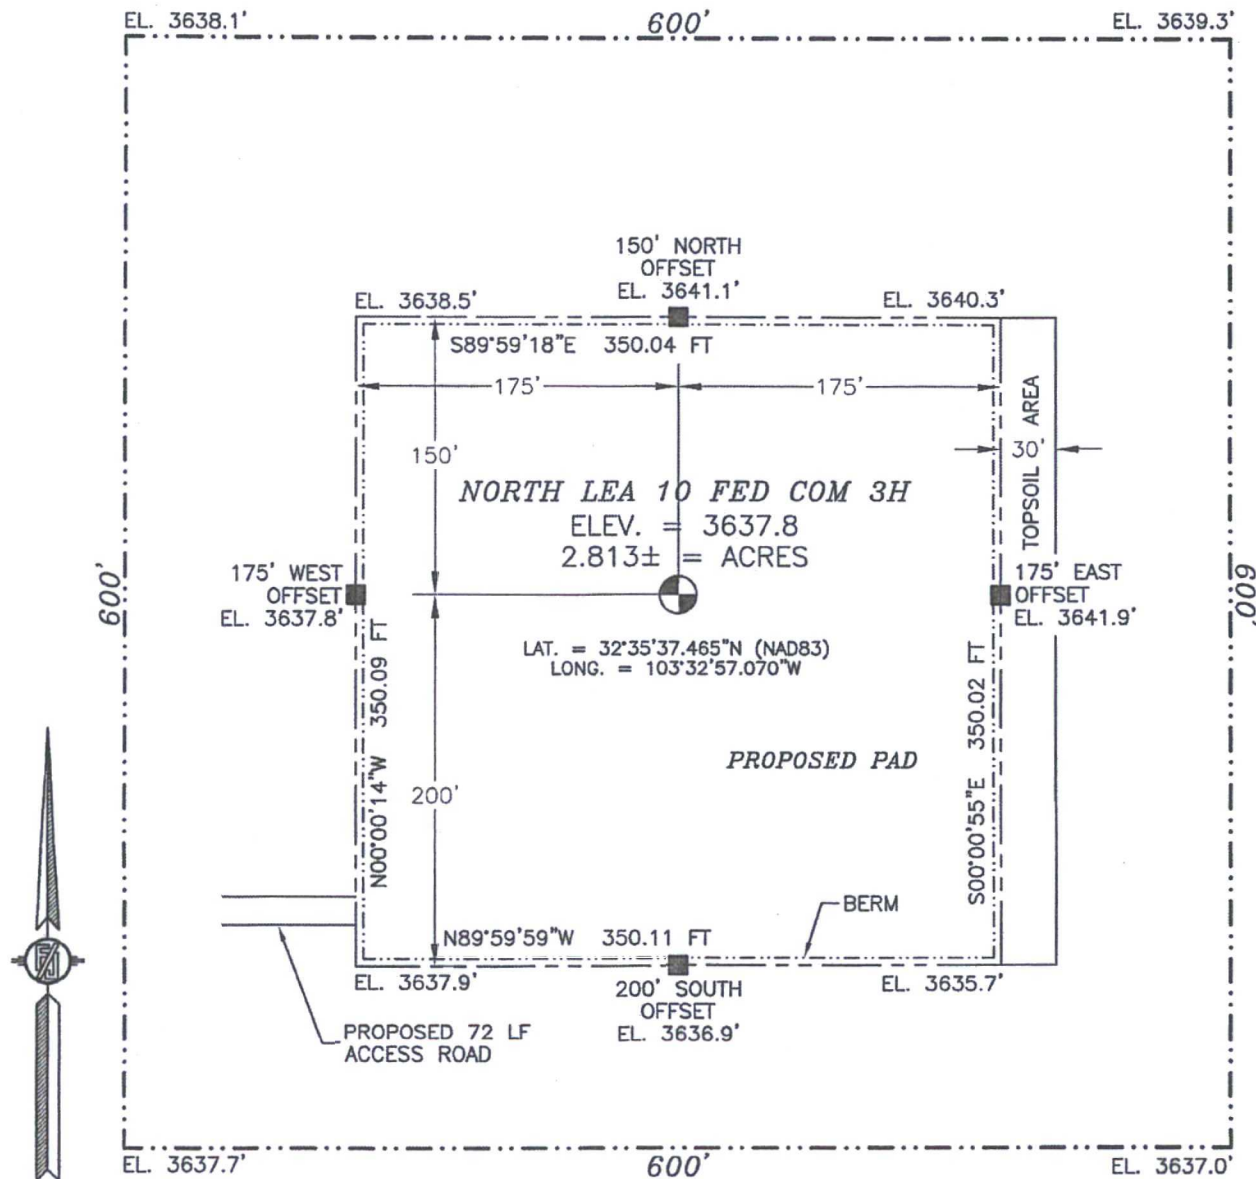 EL. 3638.1'
600'
EL. 3639.3'
150' NORTH
OFFSET
EL. 3641.1'
EL. 3638.5'
EL. 3640.3'
S89°59'18"E 350.04 FT
175'
175'
150'
30'
TOPSOIL AREA
NORTH LEA 10 FED COM 3H
ELEV. = 3637.8
2.813± = ACRES
600'
175' WEST
OFFSET
EL. 3637.8'
175' EAST
OFFSET
EL. 3641.9'
600'
LAT. = 32°35'37.465"N (NAD83)
LONG. = 103°32'57.070"W
N00°00'14"W 350.09 FT
S00°00'55"E 350.02 FT
PROPOSED PAD
200'
BERM
N89°59'59"W 350.11 FT
EL. 3637.9'
EL. 3635.7'
200' SOUTH
OFFSET
EL. 3636.9'
PROPOSED 72 LF
ACCESS ROAD
EL. 3637.7'
600'
EL. 3637.0'